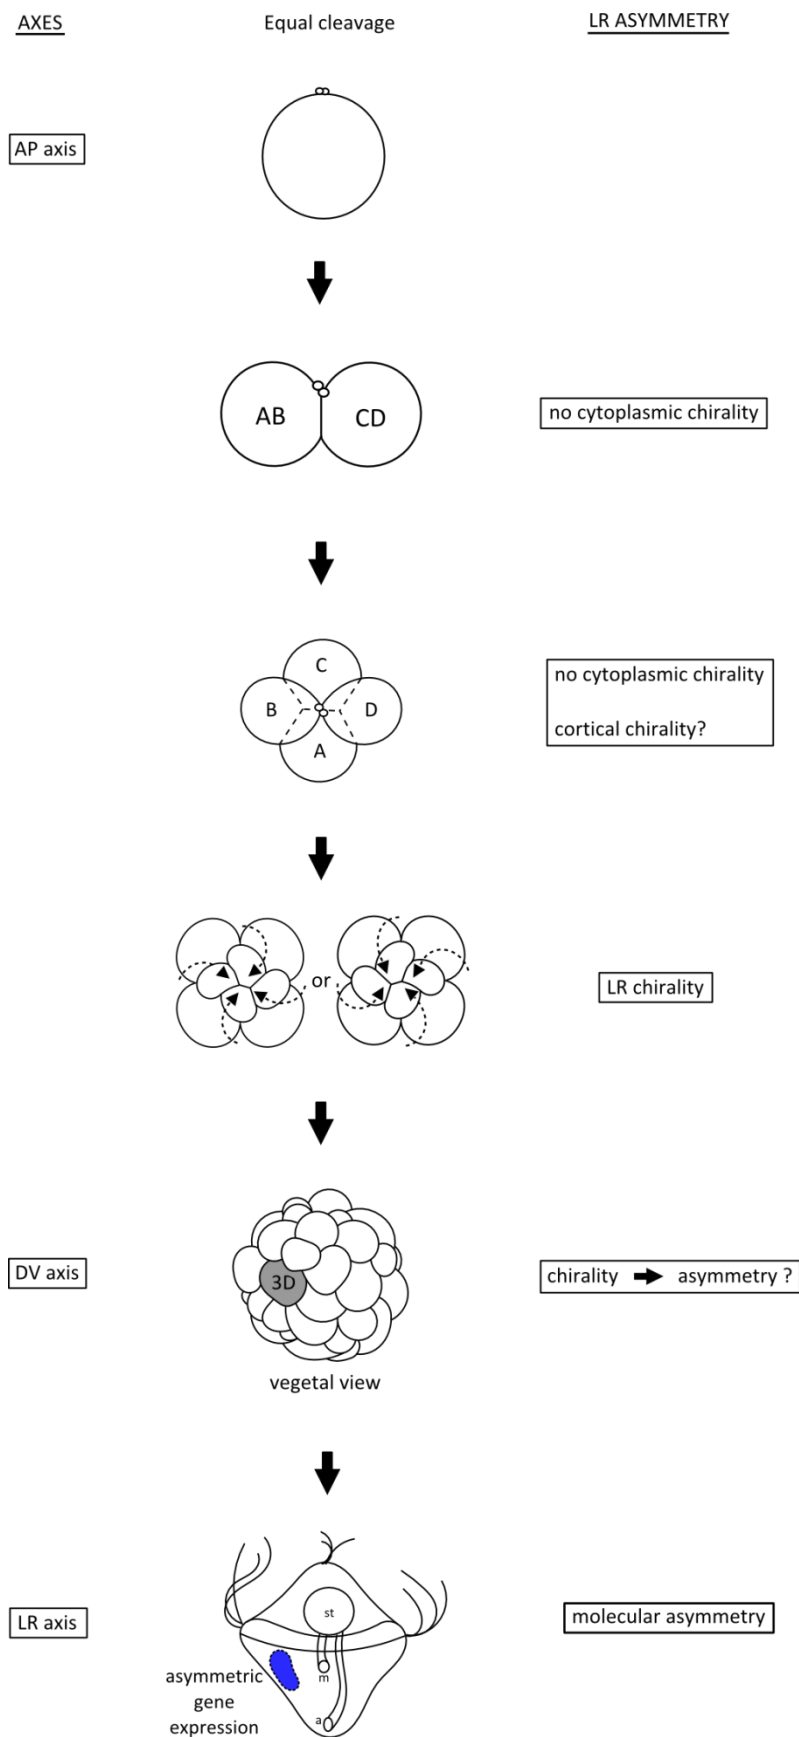 AXES
Equal cleavage
LR ASYMMETRY
AP axis
AB
CD
no cytoplasmic chirality
C
B
D
A
no cytoplasmic chirality
cortical chirality?
or
LR chirality
DV axis
3D
chirality
asymmetry ?
vegetal view
LR axis
st
m
a
asymmetric
gene
expression
molecular asymmetry